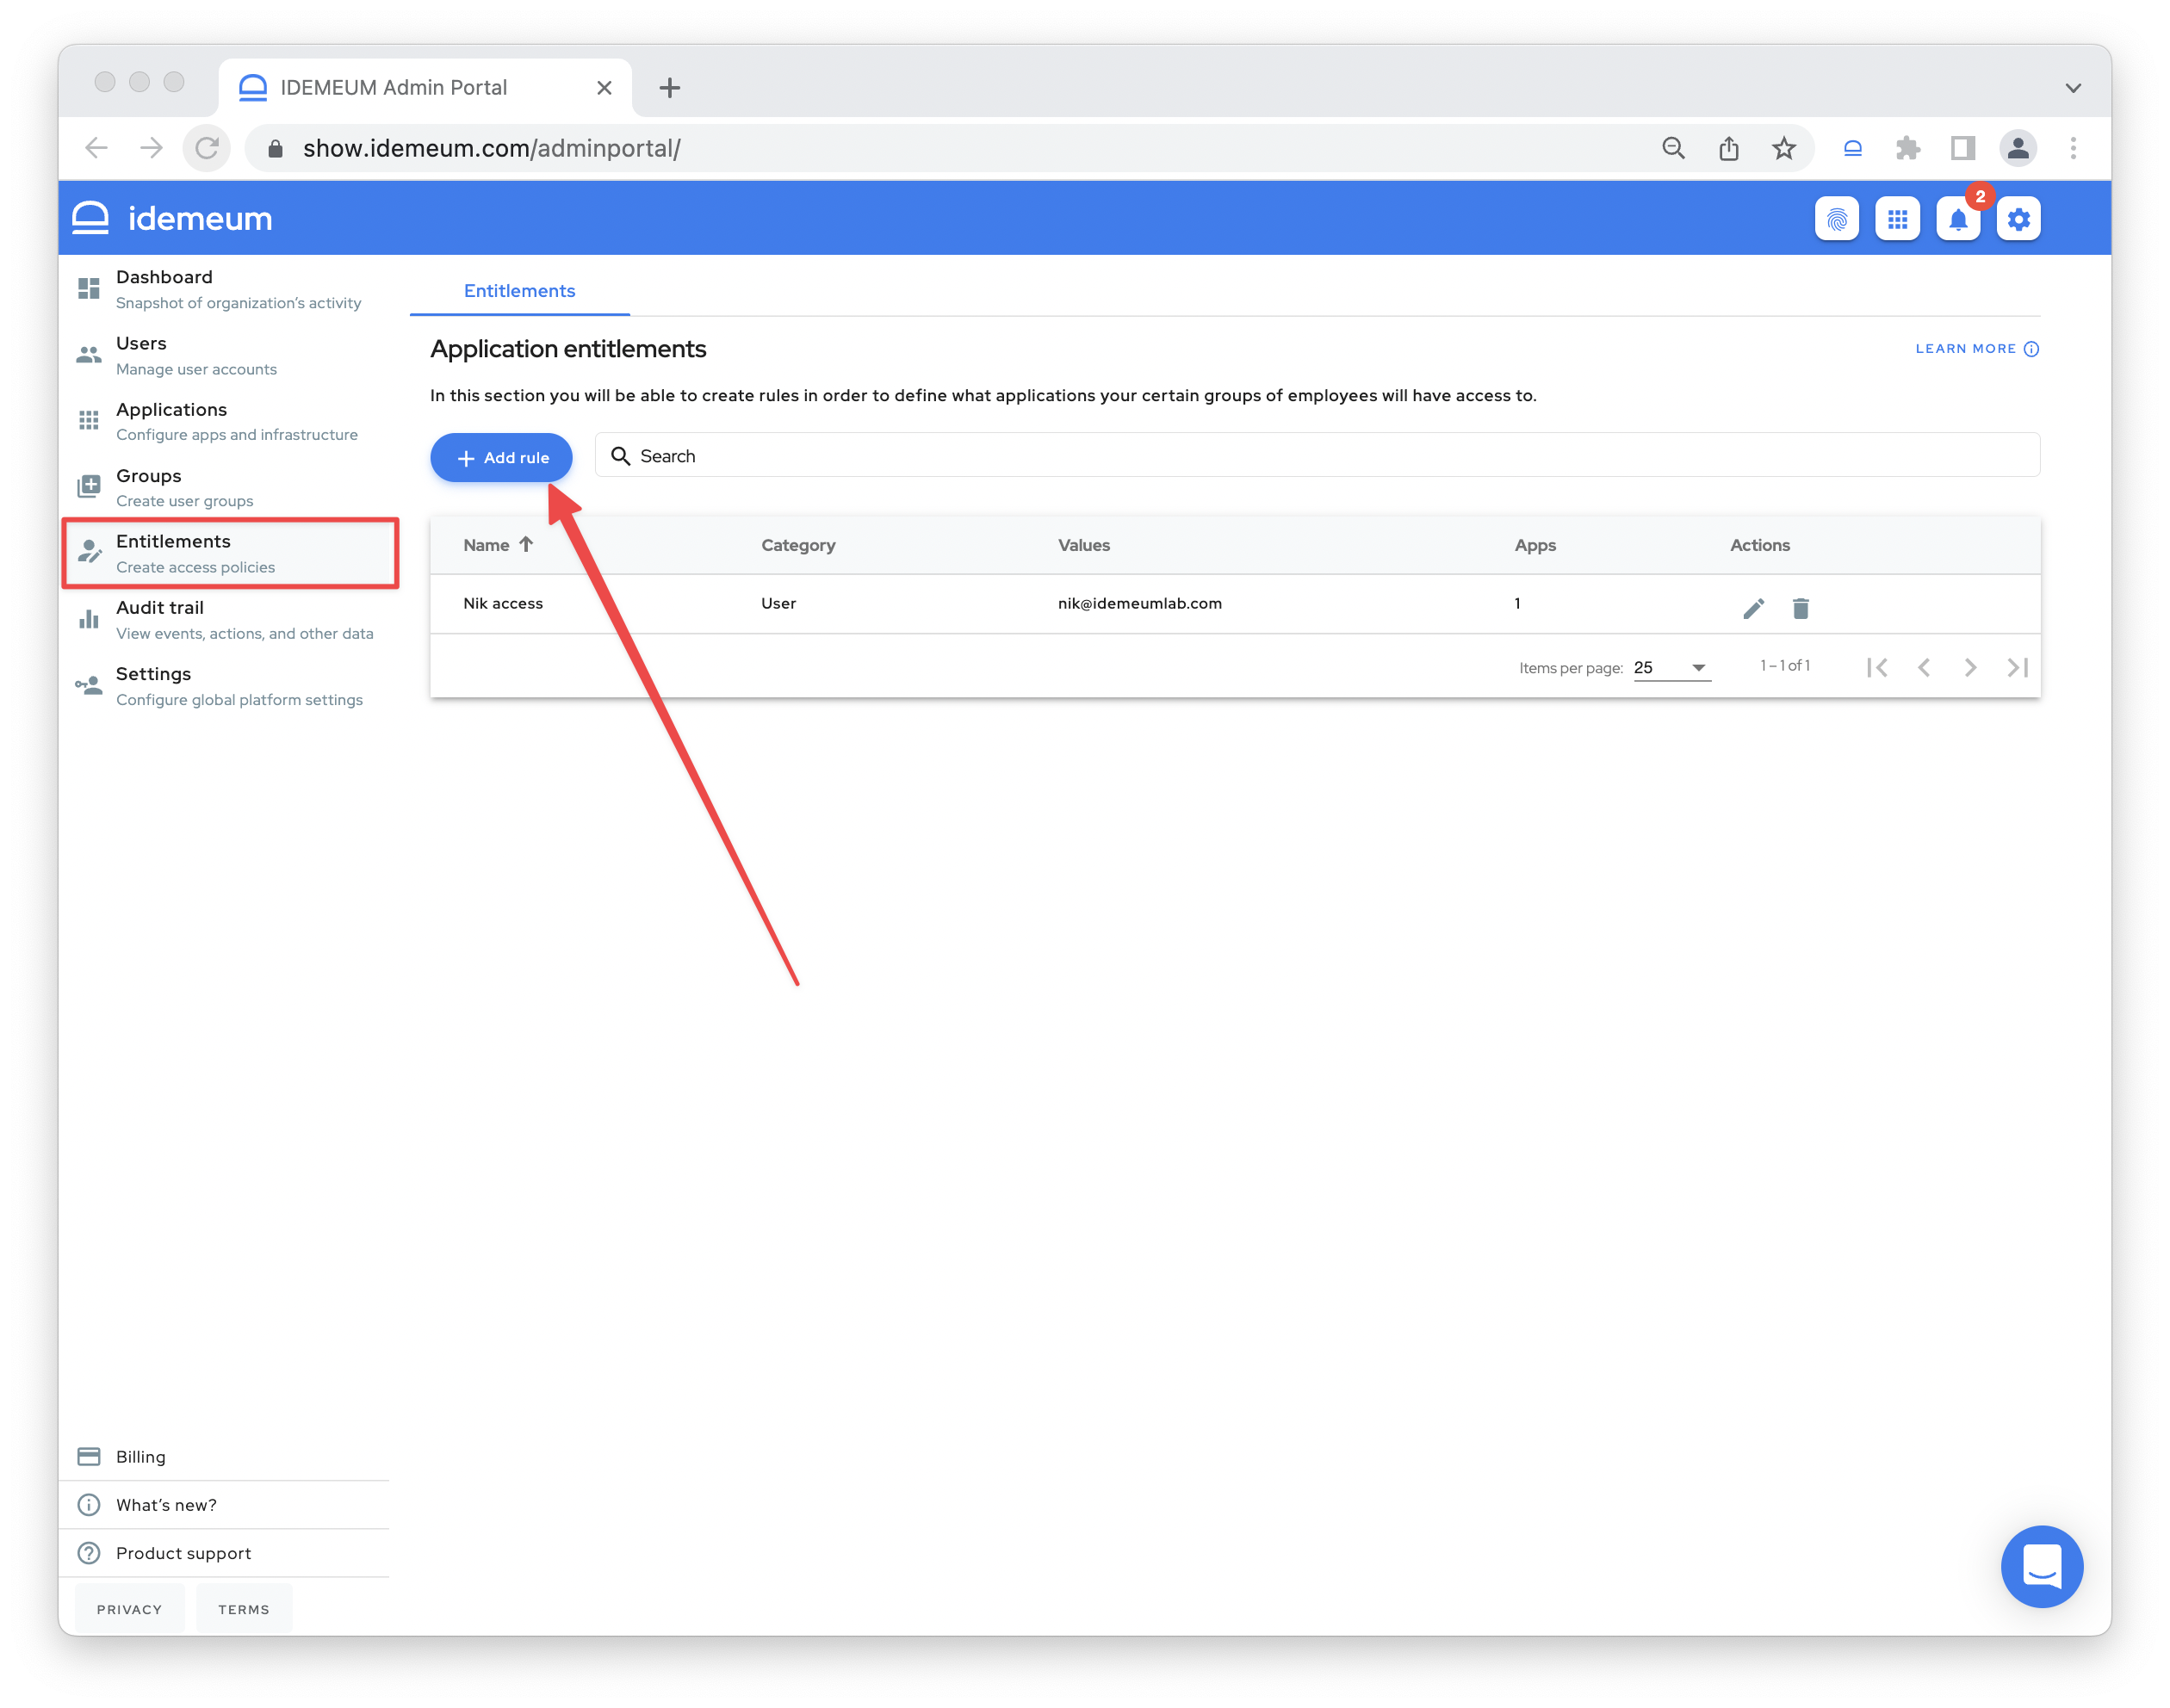 IDEMEUM Admin Portal
show.idemeum.com/adminportal/
idemeum
2
Dashboard
Snapshot of organization's activity
Users
Manage user accounts
Applications
Configure apps and infrastructure
Groups
Create user groups
Entitlements
Create access policies
Audit trail
View events, actions, and other data
Settings
Configure global platform settings
Billing
What's new?
Product support
PRIVACY TERMS
Entitlements
Application entitlements
LEARN MORE
In this section you will be able to create rules in order to define what applications your certain groups of employees will have access to.
Add rule
Search
Name Category Values Apps Actions
Nik access User nik@idemeumlab.com 1
Items per page: 25 1 – 1 of 1